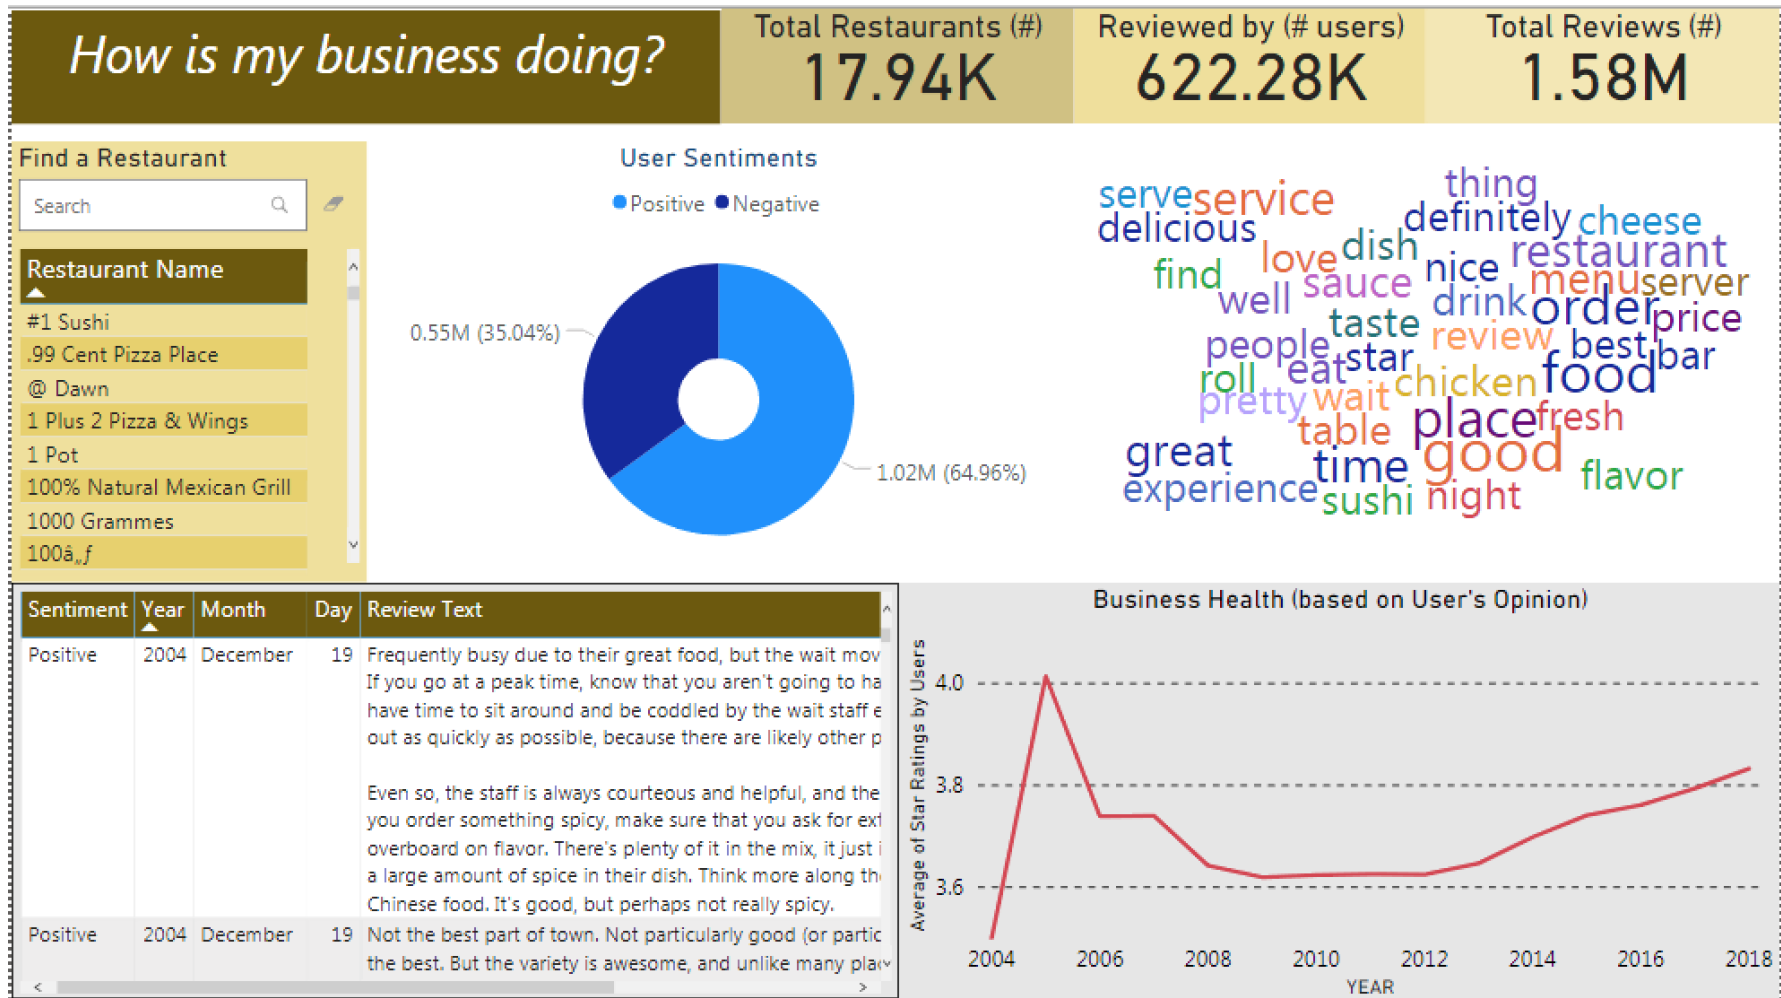 How is my business doing?
Total Restaurants (#)
17.94K
Reviewed by (# users)
622.28K
Total Reviews (#)
1.58M
Find a Restaurant
Search
Restaurant Name
#1 Sushi
.99 Cent Pizza Place
@ Dawn
1 Plus 2 Pizza & Wings
1 Pot
100% Natural Mexican Grill
1000 Grammes
100â„ƒ
User Sentiments
Positive Negative
0.55M (35.04%)
1.02M (64.96%)
thing
serve service
definitely cheese
delicious
dish restaurant
love nice
find sauce menu server
well drink order price
taste review
people star best bar
roll eat chicken food
pretty wait
table place fresh
great time good
flavor
experience sushi night
Sentiment Year Month Day Review Text
Positive 2004 December 19 Frequently busy due to their great food, but the wait mov
If you go at a peak time, know that you aren't going to ha
have time to sit around and be coddled by the wait staff e
out as quickly as possible, because there are likely other p
Even so, the staff is always courteous and helpful, and the
you order something spicy, make sure that you ask for ext
overboard on flavor. There's plenty of it in the mix, it just i
a large amount of spice in their dish. Think more along the
Chinese food. It's good, but perhaps not really spicy.
Positive 2004 December 19 Not the best part of town. Not particularly good (or partic
the best. But the variety is awesome, and unlike many plac
Business Health (based on User's Opinion)
Average of Star Ratings by Users
4.0
3.8
3.6
2004 2006 2008 2010 2012 2014 2016 2018
YEAR